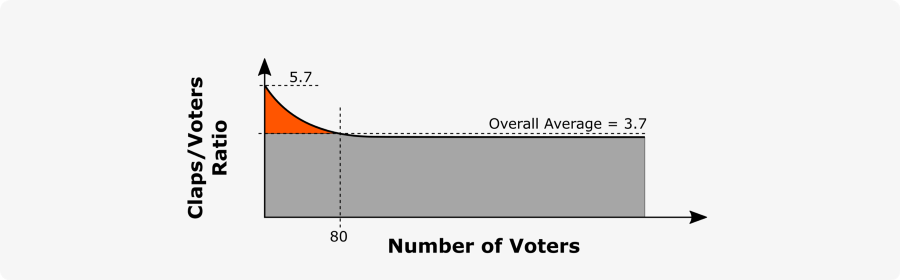 5.7
Overall Average = 3.7
Claps/Voters
Ratio
80
Number of Voters